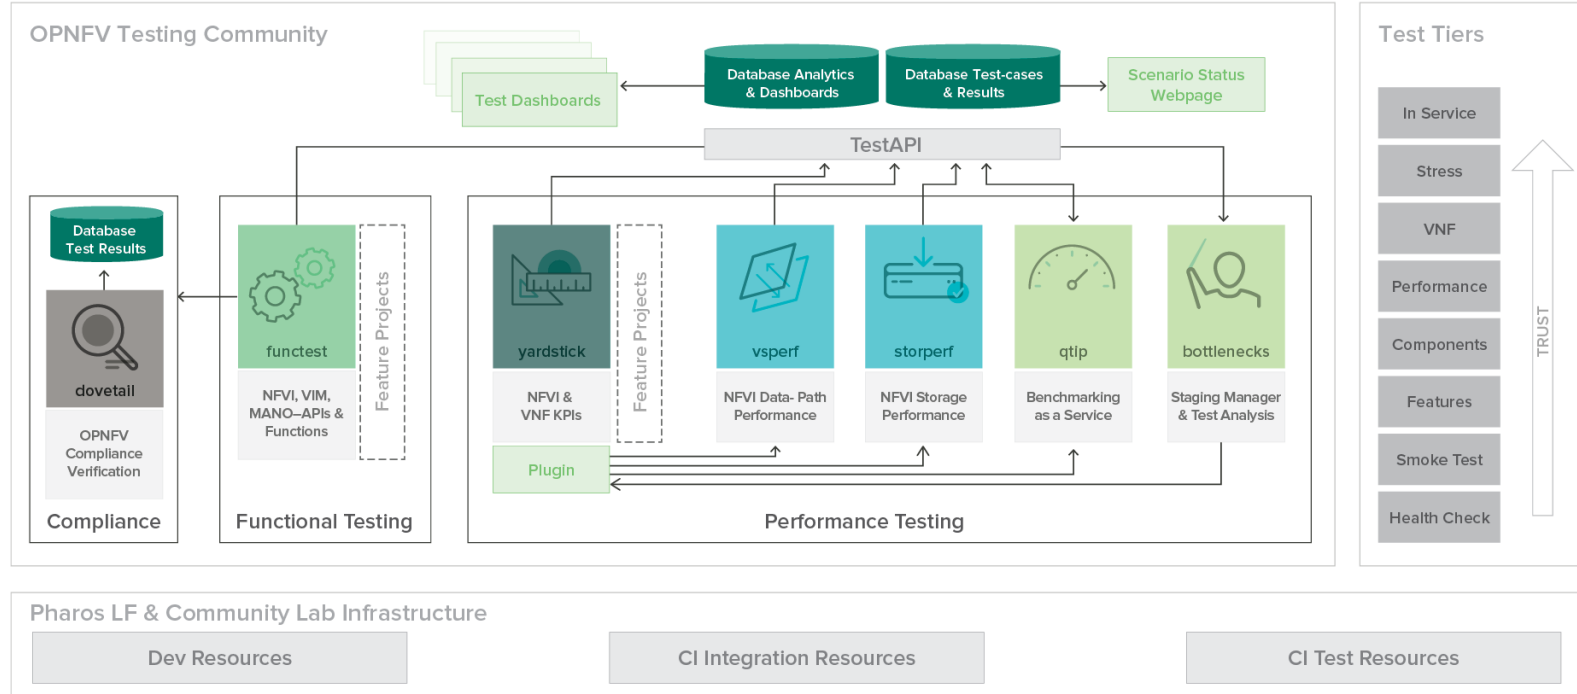 OPNFV Testing Community
Test Dashboards
Database Analytics
& Dashboards
Database Test-cases
& Results
Scenario Status
Webpage
TestAPI
Database
Test Results
dovetail
OPNFV
Compliance
Verification
Compliance
functest
NFVI, VIM,
MANO–APIs &
Functions
Feature Projects
Functional Testing
yardstick
NFVI &
VNF KPIs
Plugin
Feature Projects
vsperf
NFVI Data- Path
Performance
storperf
NFVI Storage
Performance
qtip
Benchmarking
as a Service
bottlenecks
Staging Manager
& Test Analysis
Performance Testing
Test Tiers
In Service
Stress
VNF
Performance
Components
Features
Smoke Test
Health Check
TRUST
Pharos LF & Community Lab Infrastructure
Dev Resources
CI Integration Resources
CI Test Resources